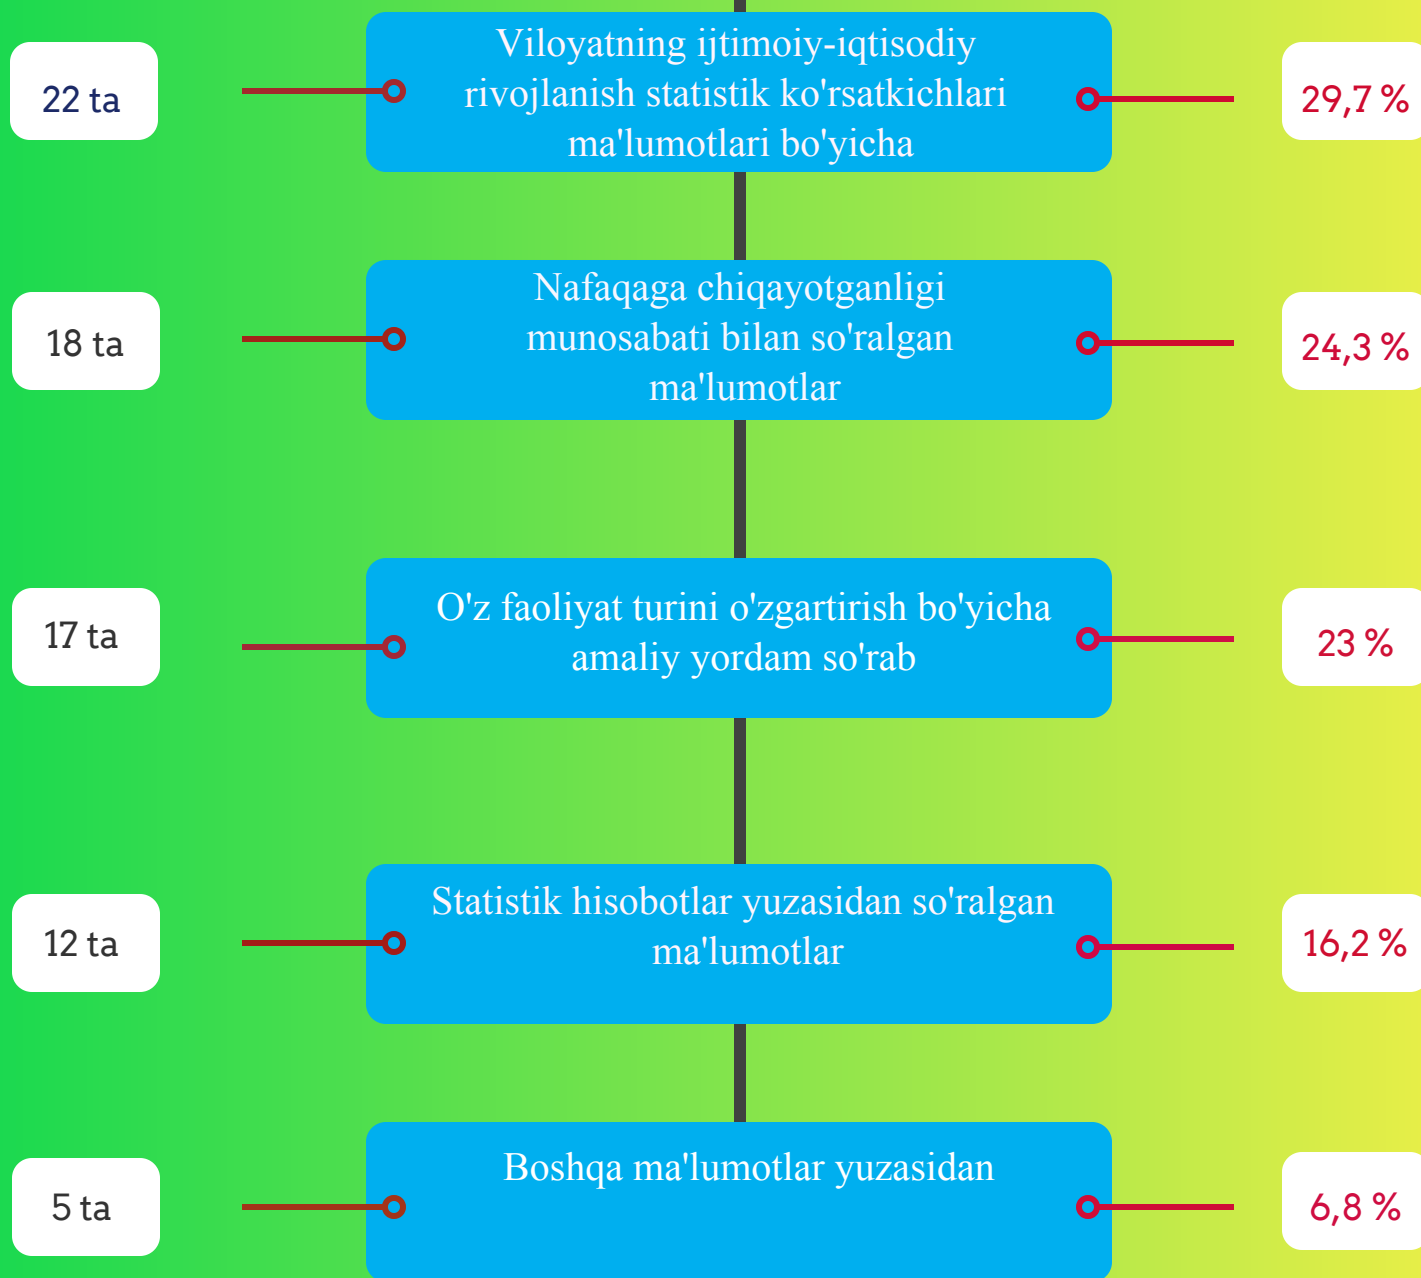 22 ta
Viloyatning ijtimoiy-iqtisodiy
rivojlanish statistik ko'rsatkichlari
ma'lumotlari bo'yicha
29,7 %
18 ta
Nafaqaga chiqayotganligi
munosabati bilan so'ralgan
ma'lumotlar
24,3 %
17 ta
O'z faoliyat turini o'zgartirish bo'yicha
amaliy yordam so'rab
23 %
12 ta
Statistik hisobotlar yuzasidan so'ralgan
ma'lumotlar
16,2 %
5 ta
Boshqa ma'lumotlar yuzasidan
6,8 %